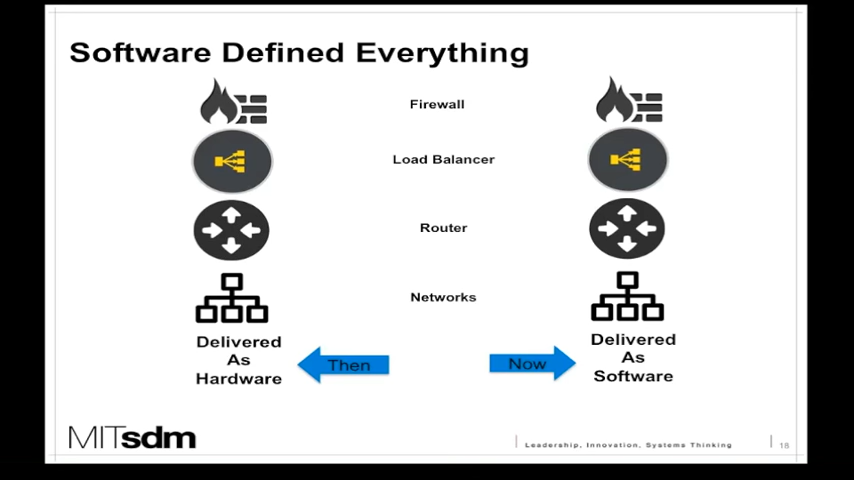 Software Defined Everything
Firewall
Load Balancer
Router
Networks
Delivered
As
Hardware
Then
Now
Delivered
As
Software
MITsdm
Leadership, Innovation, Systems Thinking
18